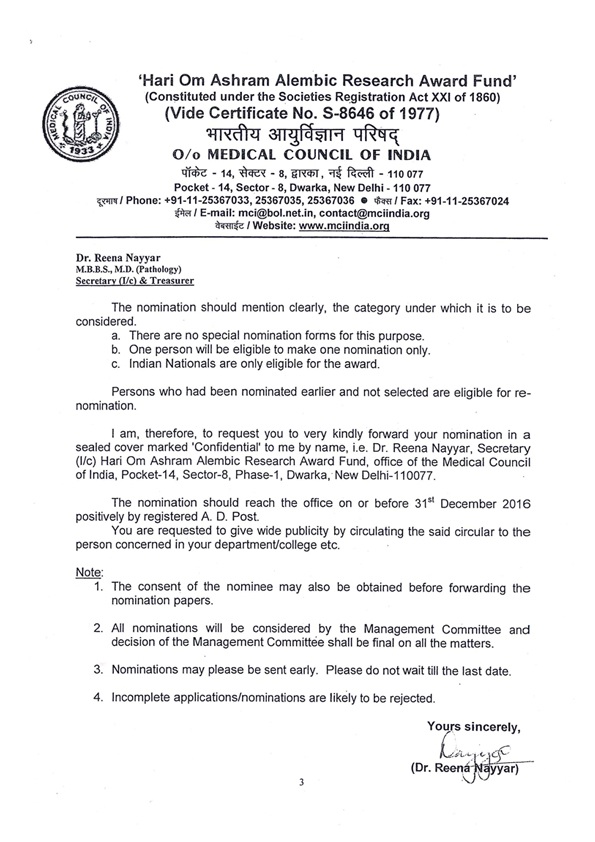 MEDICAL COUNCIL OF INDIA
1933
'Hari Om Ashram Alembic Research Award Fund'
(Constituted under the Societies Registration Act XXI of 1860)
(Vide Certificate No. S-8646 of 1977)
भारतीय आयुर्विज्ञान परिषद्
O/o MEDICAL COUNCIL OF INDIA
पॉकेट - 14, सेक्टर - 8, द्वारका, नई दिल्ली - 110 077
Pocket - 14, Sector - 8, Dwarka, New Delhi - 110 077
दूरभाष / Phone: +91-11-25367033, 25367035, 25367036 ● फैक्स / Fax: +91-11-25367024
ईमेल / E-mail: mci@bol.net.in, contact@mciindia.org
वेबसाईट / Website: www.mciindia.org
Dr. Reena Nayyar
M.B.B.S., M.D. (Pathology)
Secretary (I/c) & Treasurer
The nomination should mention clearly, the category under which it is to be
considered.
a. There are no special nomination forms for this purpose.
b. One person will be eligible to make one nomination only.
c. Indian Nationals are only eligible for the award.
Persons who had been nominated earlier and not selected are eligible for re-
nomination.
I am, therefore, to request you to very kindly forward your nomination in a
sealed cover marked 'Confidential' to me by name, i.e. Dr. Reena Nayyar, Secretary
(I/c) Hari Om Ashram Alembic Research Award Fund, office of the Medical Council
of India, Pocket-14, Sector-8, Phase-1, Dwarka, New Delhi-110077.
The nomination should reach the office on or before 31st December 2016
positively by registered A. D. Post.
You are requested to give wide publicity by circulating the said circular to the
person concerned in your department/college etc.
Note:
1. The consent of the nominee may also be obtained before forwarding the
nomination papers.
2. All nominations will be considered by the Management Committee and
decision of the Management Committee shall be final on all the matters.
3. Nominations may please be sent early. Please do not wait till the last date.
4. Incomplete applications/nominations are likely to be rejected.
Yours sincerely,
(Dr. Reena Nayyar)
3